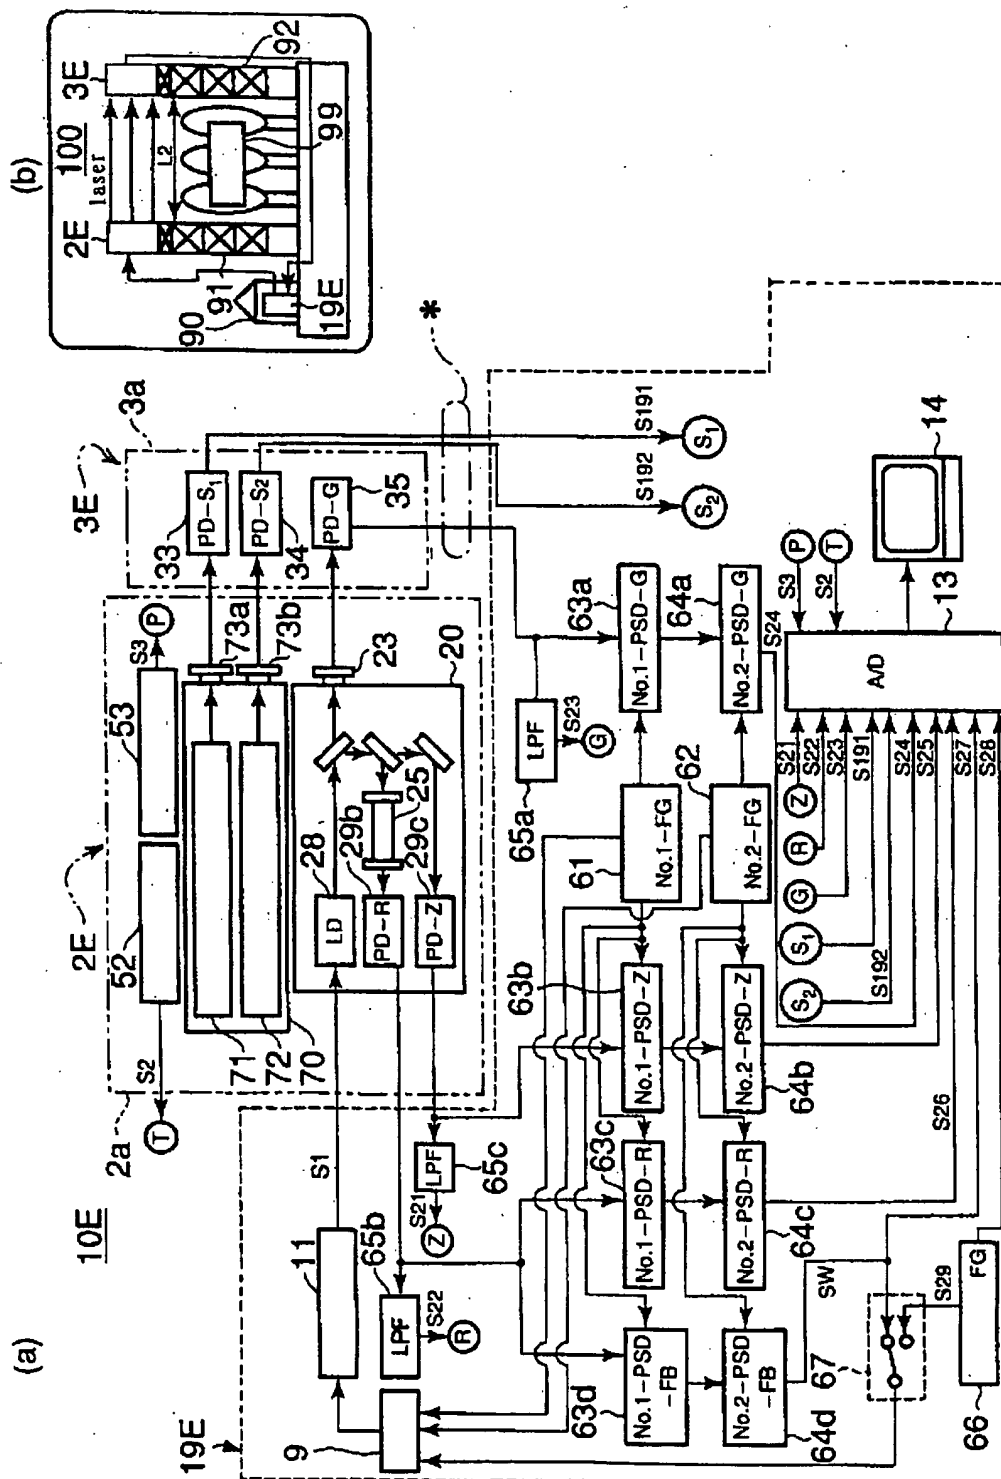 (a)
10E
2E
3E
3a
2a
52
53
S2
T
S3
P
71
72
70
73a
73b
33
PD-S1
34
PD-S2
35
PD-G
23
20
28
LD
29b
PD-R
25
29c
PD-Z
*
(b)
100
laser
2E
3E
L2
90
91
92
99
19E
19E
11
S1
9
65b
LPF
S22
R
65c
LPF
S21
Z
65a
LPF
S23
G
S191
S1
S192
S2
61
No.1-FG
62
No.2-FG
63a
No.1-PSD-G
64a
No.2-PSD-G
63b
No.1-PSD-Z
64b
No.2-PSD-Z
63c
No.1-PSD-R
64c
No.2-PSD-R
63d
No.1-PSD
-FB
64d
No.2-PSD
-FB
SW
67
66
FG
S29
S26
S24
Z
S21
R
S22
G
S23
S1
S191
S2
S192
S24
S25
S27
S28
A/D
13
14
S3
P
S2
T